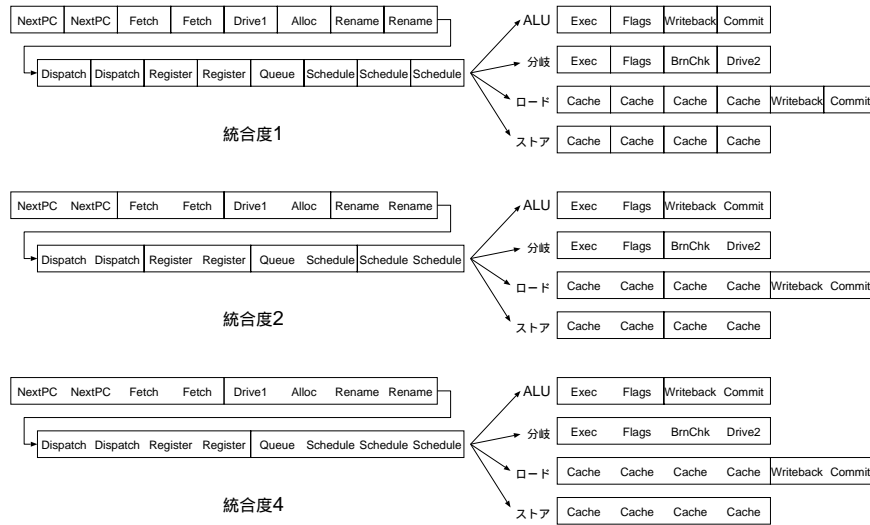 NextPC NextPC Fetch Fetch Drive1 Alloc Rename Rename
Dispatch Dispatch Register Register Queue Schedule Schedule Schedule
ALU Exec Flags Writeback Commit
分岐 Exec Flags BrnChk Drive2
ロード Cache Cache Cache Cache Writeback Commit
ストア Cache Cache Cache Cache
統合度1
NextPC NextPC Fetch Fetch Drive1 Alloc Rename Rename
Dispatch Dispatch Register Register Queue Schedule Schedule Schedule
ALU Exec Flags Writeback Commit
分岐 Exec Flags BrnChk Drive2
ロード Cache Cache Cache Cache Writeback Commit
ストア Cache Cache Cache Cache
統合度2
NextPC NextPC Fetch Fetch Drive1 Alloc Rename Rename
Dispatch Dispatch Register Register Queue Schedule Schedule Schedule
ALU Exec Flags Writeback Commit
分岐 Exec Flags BrnChk Drive2
ロード Cache Cache Cache Cache Writeback Commit
ストア Cache Cache Cache Cache
統合度4